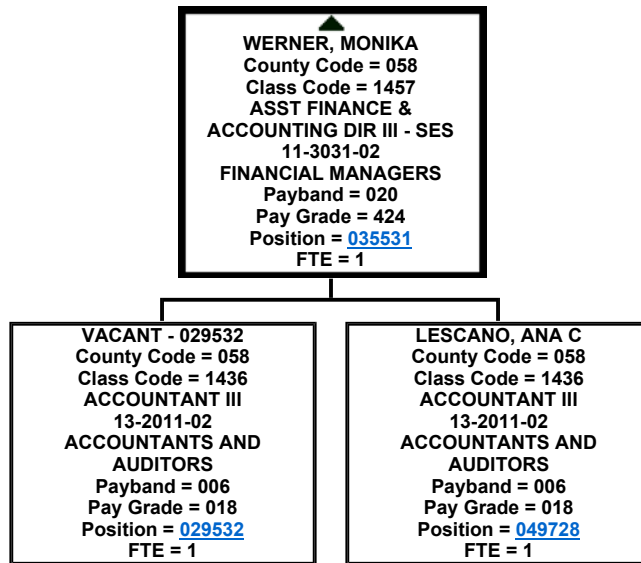 WERNER, MONIKA
County Code = 058
Class Code = 1457
ASST FINANCE &
ACCOUNTING DIR III - SES
11-3031-02
FINANCIAL MANAGERS
Payband = 020
Pay Grade = 424
Position = 035531
FTE = 1
VACANT - 029532
County Code = 058
Class Code = 1436
ACCOUNTANT III
13-2011-02
ACCOUNTANTS AND
AUDITORS
Payband = 006
Pay Grade = 018
Position = 029532
FTE = 1
LESCANO, ANA C
County Code = 058
Class Code = 1436
ACCOUNTANT III
13-2011-02
ACCOUNTANTS AND
AUDITORS
Payband = 006
Pay Grade = 018
Position = 049728
FTE = 1